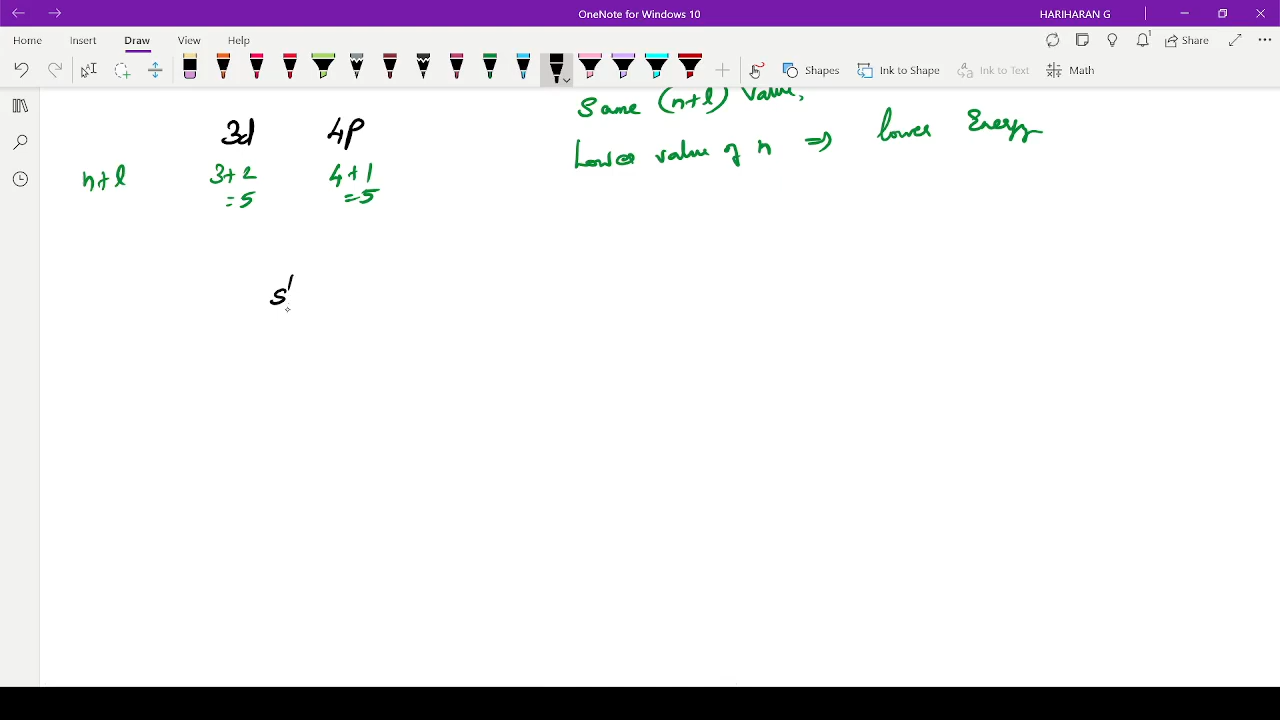 OneNote for Windows 10
HARIHARAN G
Home Insert Draw View Help
Share
Shapes Ink to Shape Ink to Text Math
Same (n+l) Value,
Lower value of n ⇒ lower Energy
3d 4p
n+l 3+2 4+1
=5 =5
s'